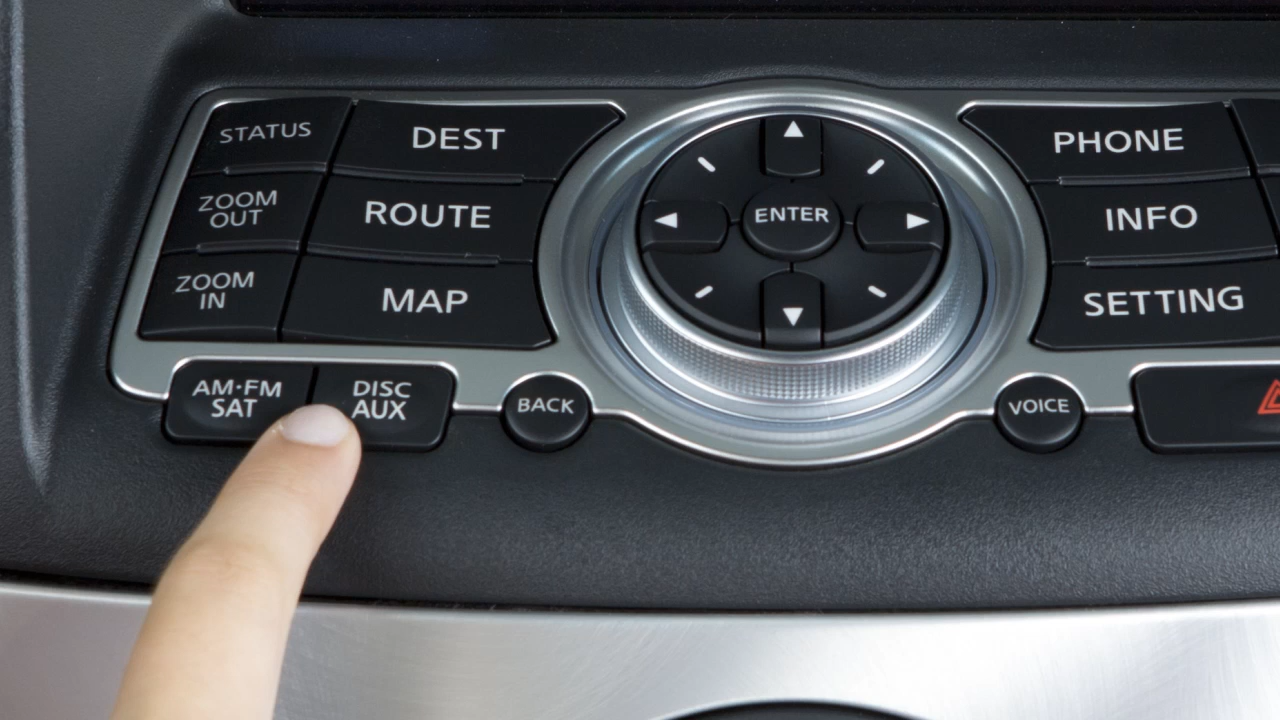 STATUS
DEST
ZOOM
OUT
ROUTE
ZOOM
IN
MAP
AM·FM
SAT
DISC
AUX
BACK
ENTER
VOICE
PHONE
INFO
SETTING